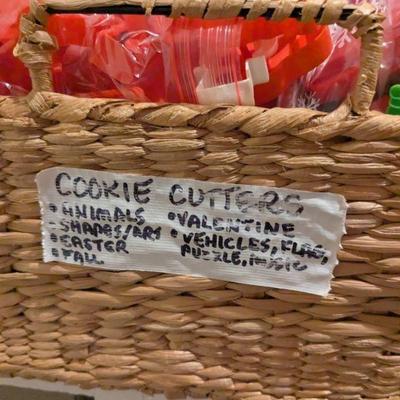 COOKIE CUTTERS
• ANIMALS
- SHAPES/ART
• EASTER
• FALL
• VALENTINE
• VEHICLES, FLAG,
PUZZLE, MUSIC